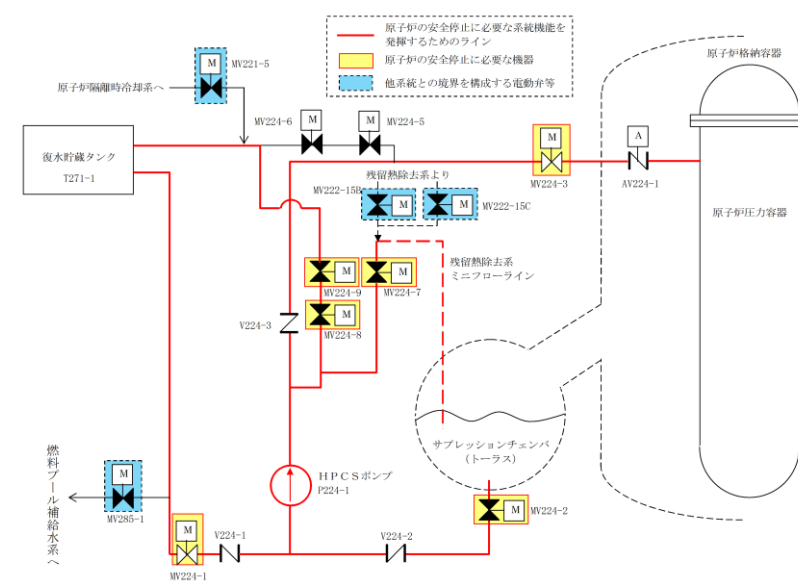 原子炉の安全停止に必要な系統機能を
発揮するためのライン
原子炉の安全停止に必要な機器
他系統との境界を構成する電動弁等
原子炉格納容器
M
MV221-5
原子炉隔離時冷却系へ
MV224-6
M
M
MV224-5
M
A
復水貯蔵タンク
T271-1
残留熱除去系より
MV222-15B
M
M
MV222-15C
MV224-3
AV224-1
原子炉圧力容器
残留熱除去系
ミニフローライン
M
MV224-9
M
MV224-7
V224-3
M
MV224-8
サプレッションチェンバ
(トーラス)
燃料プール補給水系へ
M
MV285-1
HPCSポンプ
P224-1
M
MV224-2
M
MV224-1
V224-1
V224-2